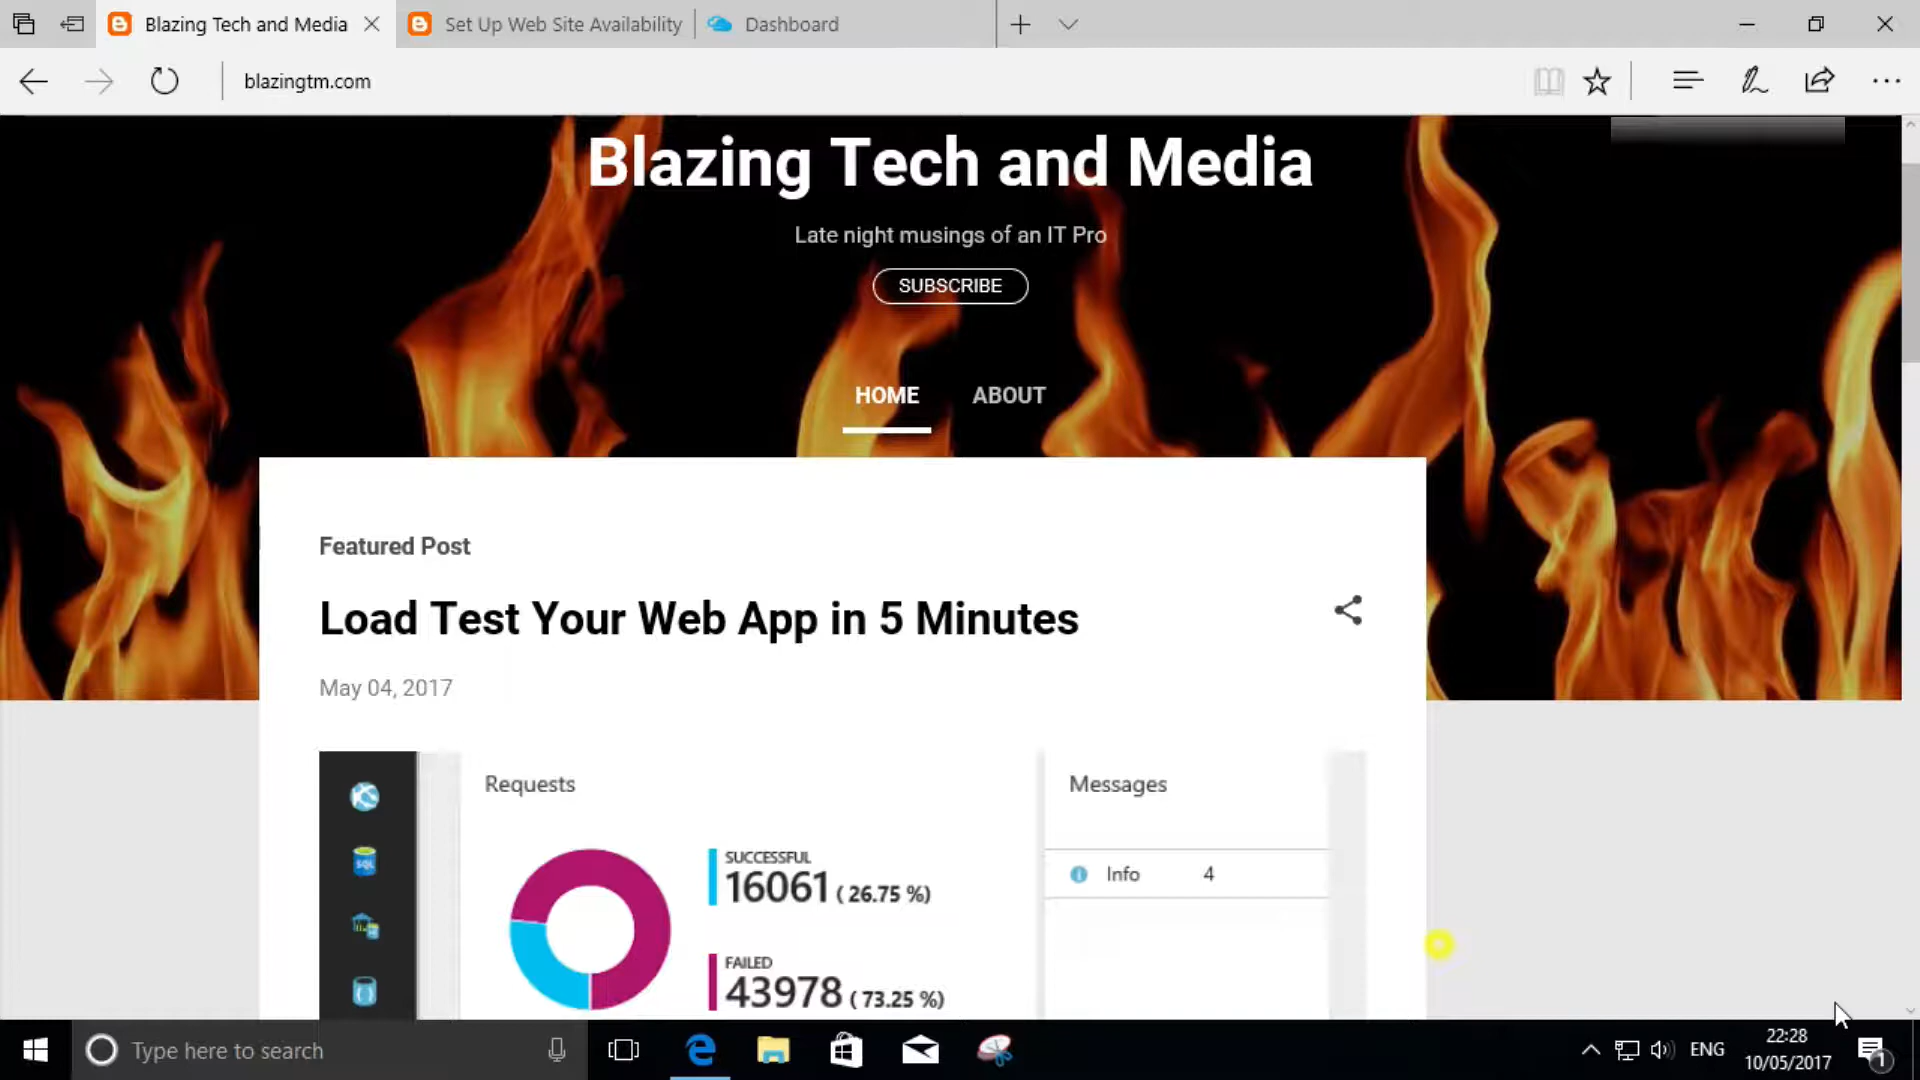 Blazing Tech and Media
Set Up Web Site Availability
Dashboard
blazingtm.com
Blazing Tech and Media
Late night musings of an IT Pro
SUBSCRIBE
HOME ABOUT
Featured Post
Load Test Your Web App in 5 Minutes
May 04, 2017
Requests
Messages
SUCCESSFUL
16061 ( 26.75 %)
Info 4
FAILED
43978 ( 73.25 %)
SQL
Type here to search
ENG
22:28
10/05/2017
1